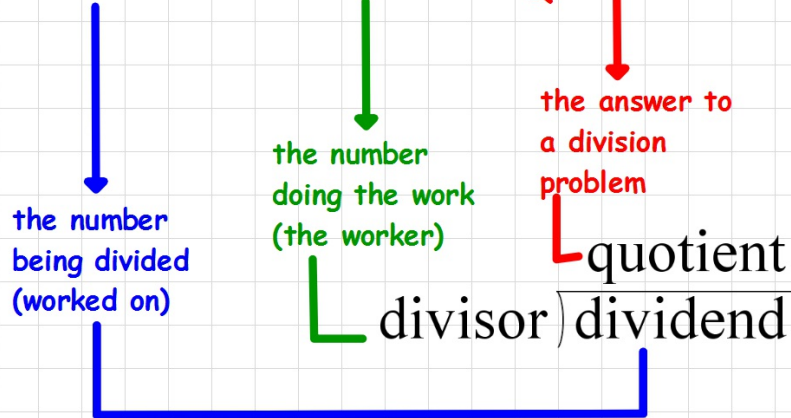 the number
being divided
(worked on)
the number
doing the work
(the worker)
the answer to
a division
problem
quotient
divisor)dividend